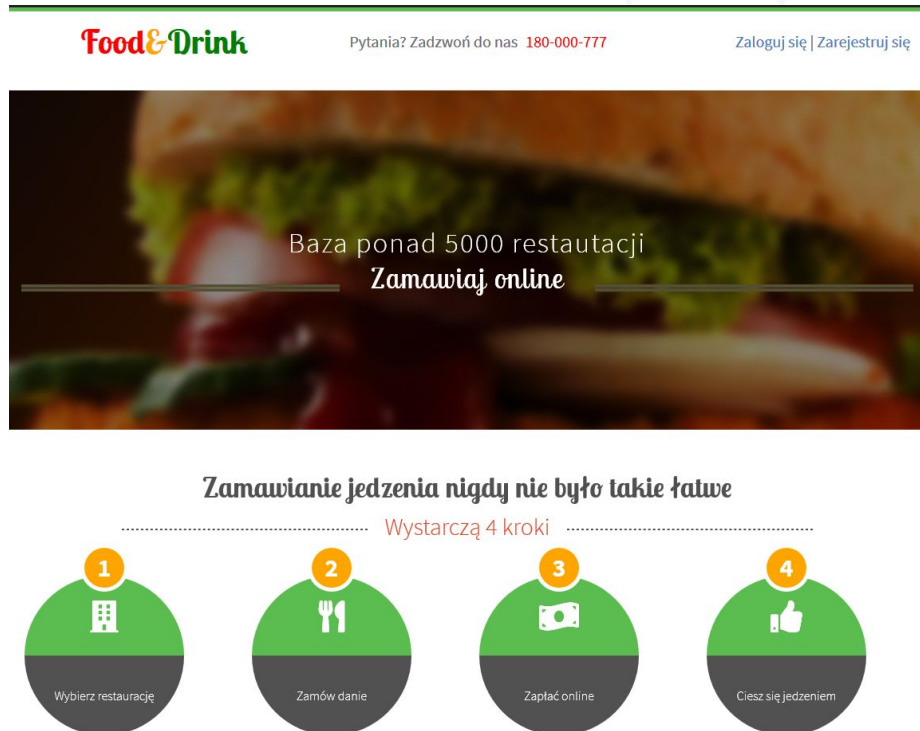 Food&Drink
Pytania? Zadzwoń do nas 180-000-777
Zaloguj się | Zarejestruj się
Baza ponad 5000 restautacji
Zamawiaj online
Zamawianie jedzenia nigdy nie było takie łatwe
Wystarczą 4 kroki
1
2
3
4
Wybierz restaurację
Zamów danie
Zapłać online
Ciesz się jedzeniem